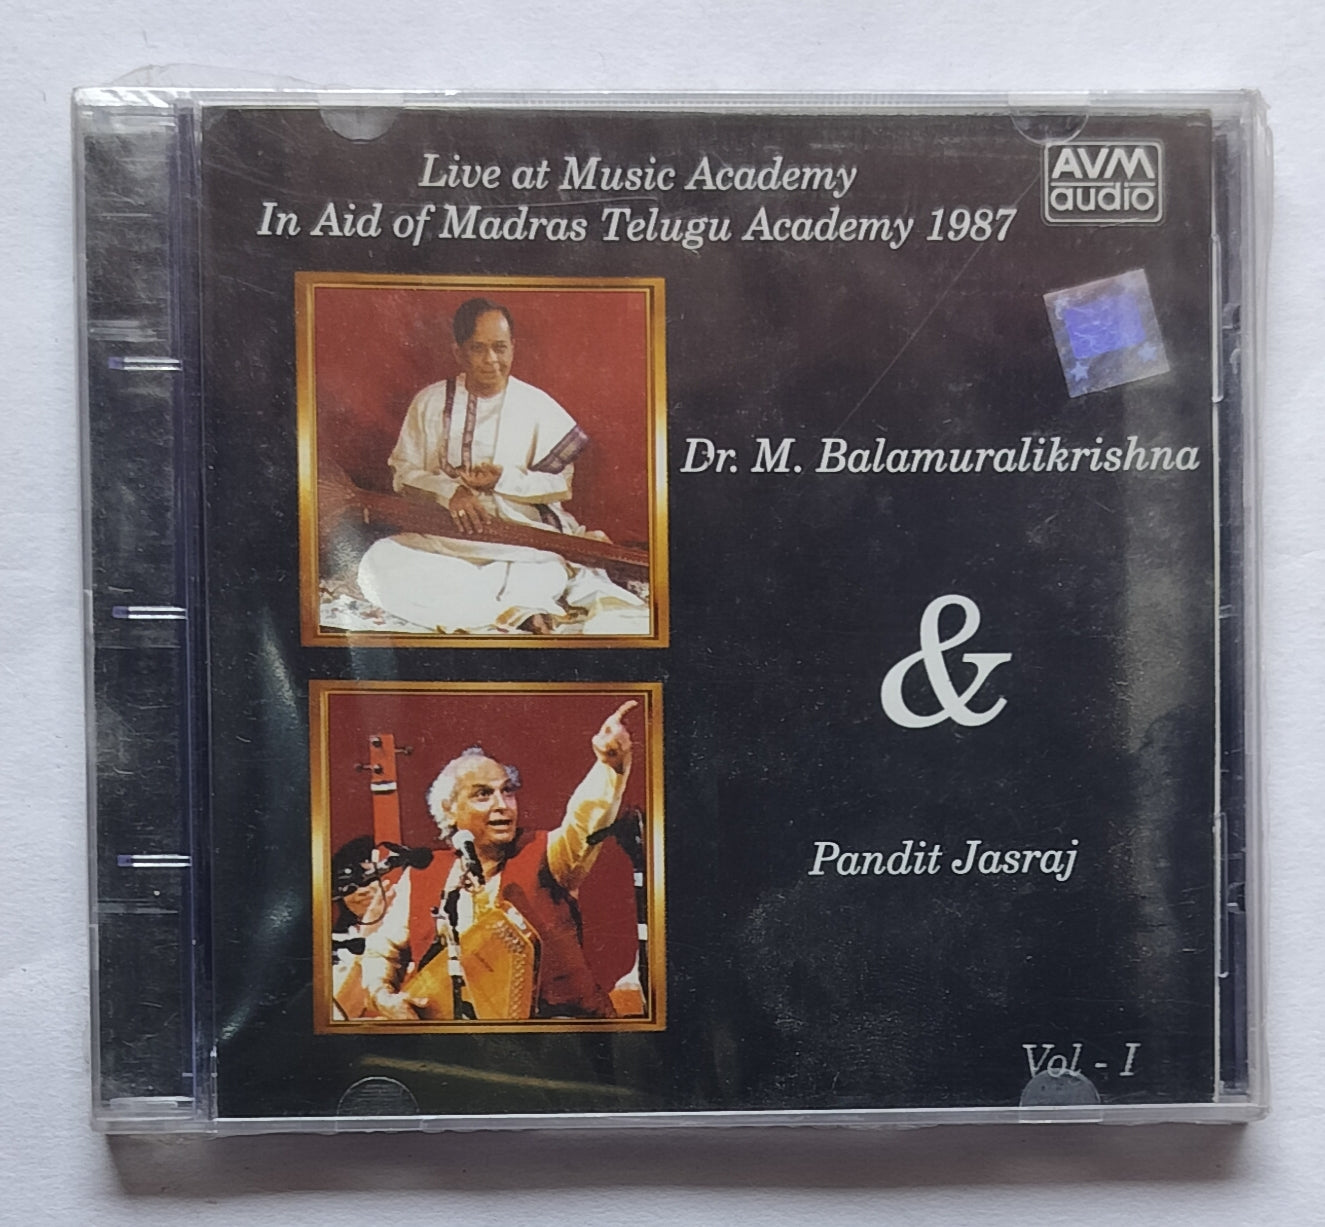 Live at Music Academy
In Aid of Madras Telugu Academy 1987
AVM
audio
Dr. M. Balamuralikrishna
&
Pandit Jasraj
Vol - I